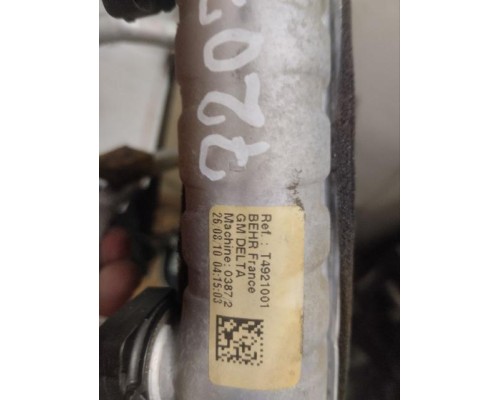 Ref.: T4921001
BEHR France
GM DELTA
Machine: 0387.2
26.08.10 04:15:03